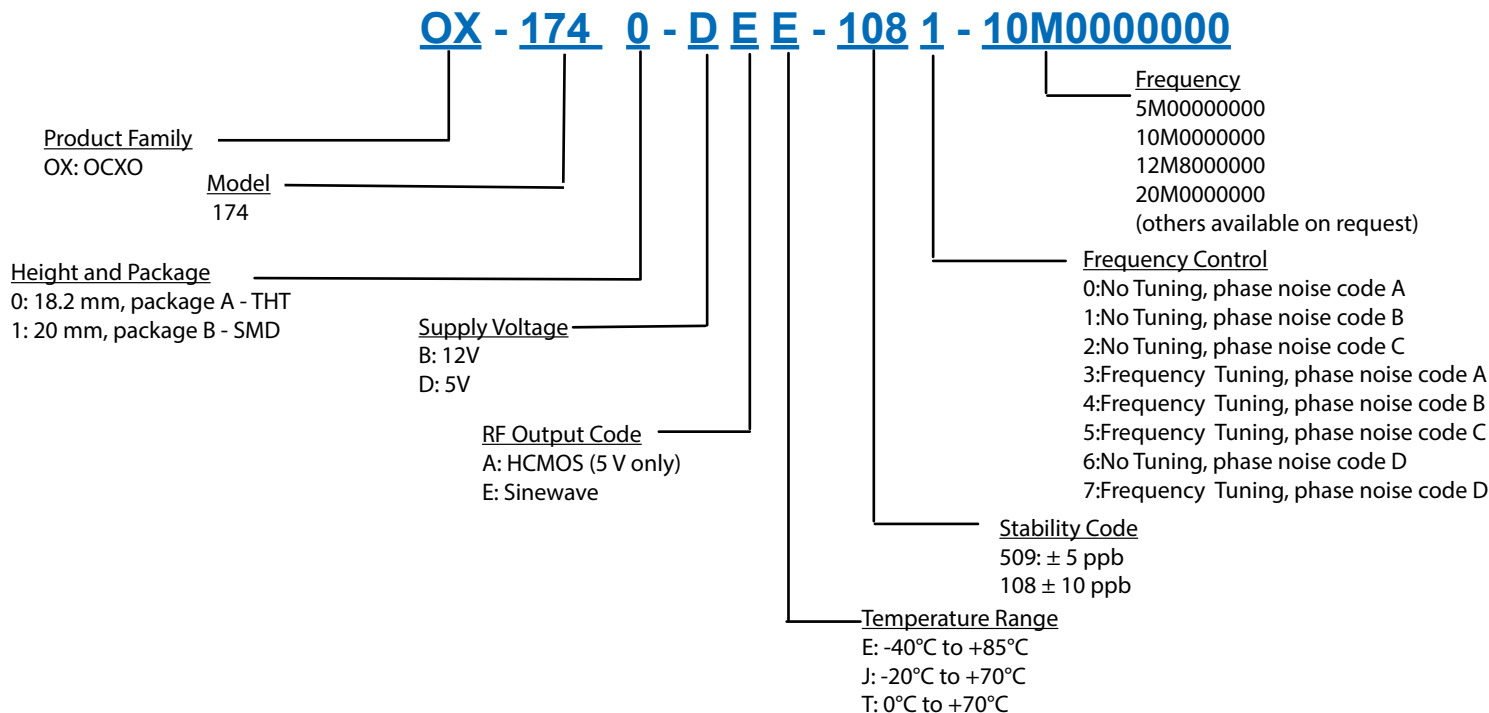 OX - 174 0 - D E E - 108 1 - 10M0000000
Frequency
5M00000000
10M0000000
12M8000000
20M0000000
(others available on request)
Product Family
OX: OCXO
Model
174
Height and Package
0: 18.2 mm, package A - THT
1: 20 mm, package B - SMD
Frequency Control
0:No Tuning, phase noise code A
1:No Tuning, phase noise code B
2:No Tuning, phase noise code C
3:Frequency Tuning, phase noise code A
4:Frequency Tuning, phase noise code B
5:Frequency Tuning, phase noise code C
6:No Tuning, phase noise code D
7:Frequency Tuning, phase noise code D
Supply Voltage
B: 12V
D: 5V
RF Output Code
A: HCMOS (5 V only)
E: Sinewave
Stability Code
509: ± 5 ppb
108 ± 10 ppb
Temperature Range
E: -40°C to +85°C
J: -20°C to +70°C
T: 0°C to +70°C